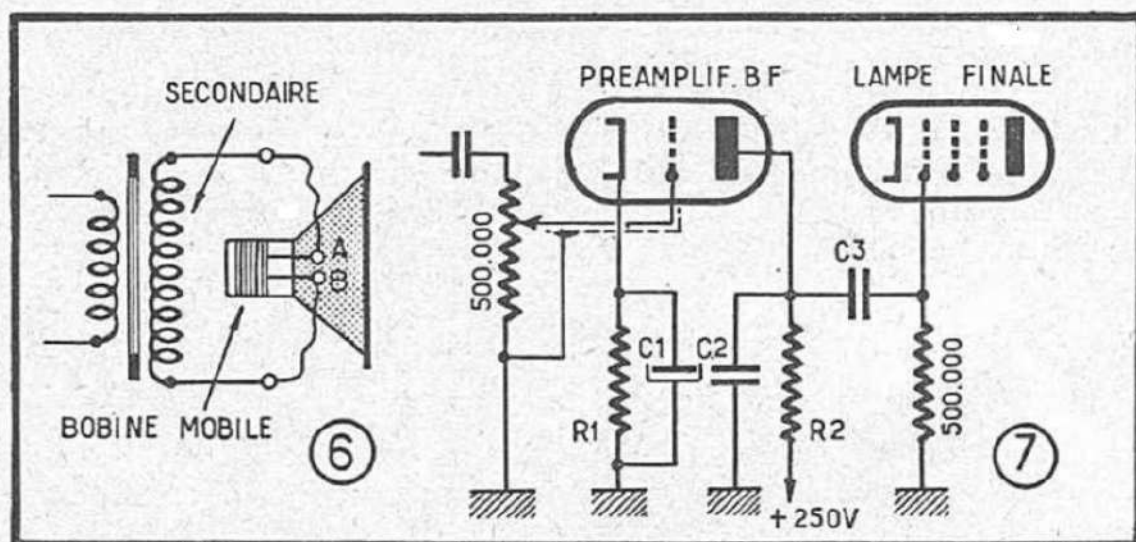 SECONDAIRE
A
B
BOBINE MOBILE
6
PREAMPLIF. BF
LAMPE FINALE
500.000
R1
C1
C2
R2
C3
+250V
500.000
7